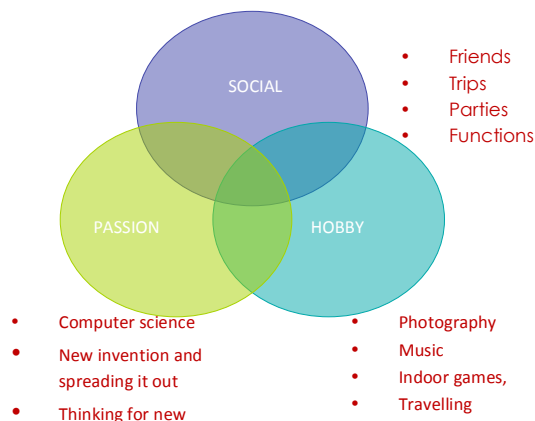 SOCIAL
• Friends
• Trips
• Parties
• Functions
PASSION
HOBBY
• Computer science
• New invention and
spreading it out
• Thinking for new
• Photography
• Music
• Indoor games,
• Travelling